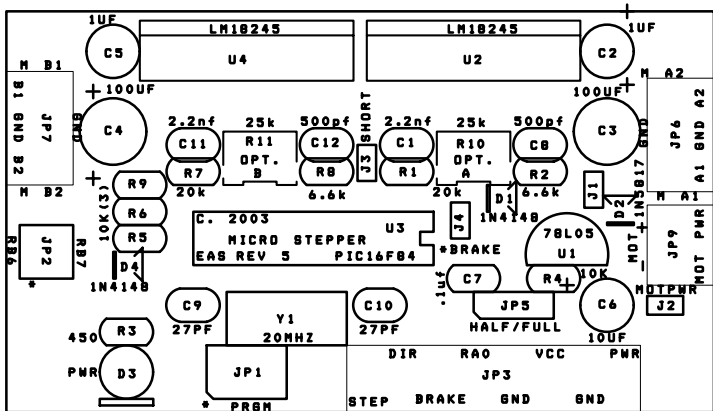 1UF
LM18245
LM18245
1UF
C5
U4
U2
C2
M B1
M A2
100UF
100UF
B1 GND B2
JP7
GND
C4
2.2nf
25k
500pf
SHORT
2.2nf
25k
500pf
C3
GND
JP6
A1 GND A2
C11
R11
C12
C1
R10
C8
OPT.
B
OPT.
A
R7
R8
J3
R1
R2
20k
6.6k
20k
6.6k
M B2
M A1
R9
D1
J1
1N5817
10K(3)
R6
C. 2003
U3
J4
1N4148
D2
RB6
JP2
RB7
R5
MICRO STEPPER
*BRAKE
78L05
U1
MOT
+
-
JP9
MOT PWR
D4
EAS REV 5
PIC16F84
*
1N4148
C7
R4
10K
MOTPWR
.1uf
C9
Y1
C10
JP5
C6
J2
27PF
20MHZ
27PF
HALF/FULL
10UF
450
R3
DIR
RA0
VCC
PWR
PWR
D3
JP1
JP3
* PRGM
STEP
BRAKE
GND
GND